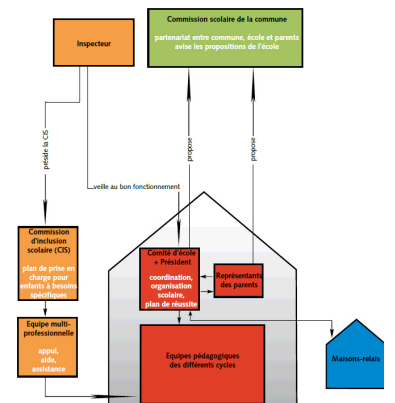 Commission scolaire de la commune
partenariat entre commune, école et parents
avise les propositions de l'école
Inspecteur
préside la CIS
propose
propose
veille au bon fonctionnement
Commission
d'inclusion
scolaire (CIS)
plan de prise en
charge pour
enfants à besoins
spécifiques
Comité d'école
+ Président
coordination,
organisation
scolaire,
plan de réussite
Représentants
des parents
Equipe multi-
professionnelle
appui,
aide,
assistance
Equipes pédagogiques
des différents cycles
Maisons-relais